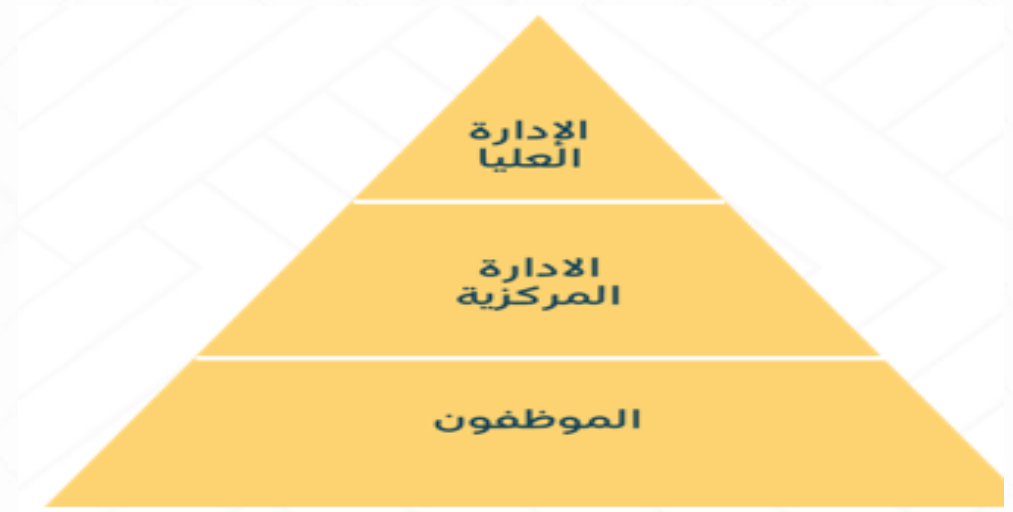 الإدارة
العليا
الادارة
المركزية
الموظفون